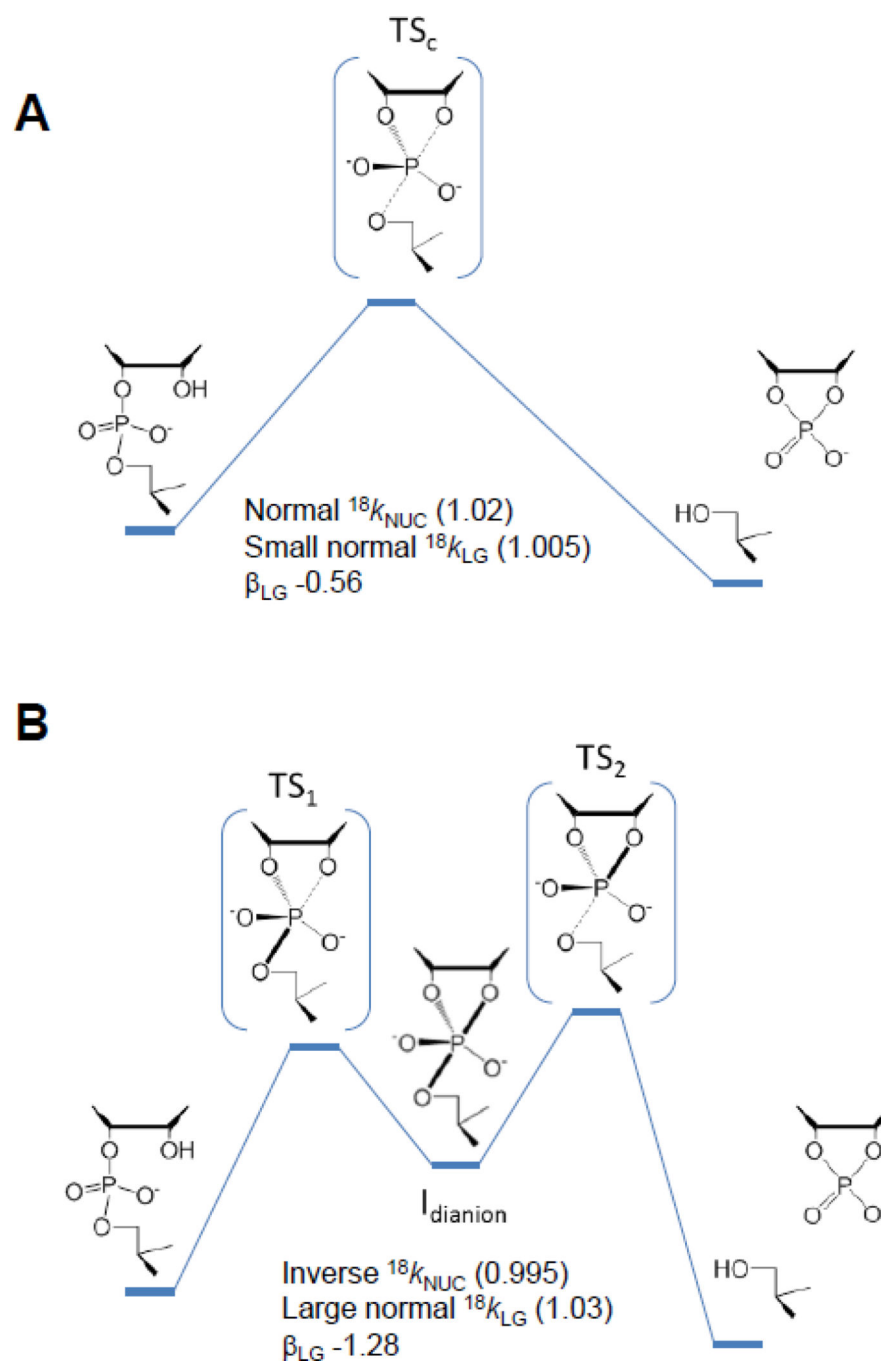 A
TSc
O
O
-O
P
O-
O
O
OH
O
P
O-
O
O
O
P
O
O-
HO
Normal 18kNUC (1.02)
Small normal 18kLG (1.005)
βLG -0.56
B
TS1
TS2
O
O
-O
P
O-
O
O
O
-O
P
O-
O
O
O
-O
P
O-
O
O
OH
O
P
O-
O
O
O
P
O
O
HO
Idianion
Inverse 18kNUC (0.995)
Large normal 18kLG (1.03)
βLG -1.28